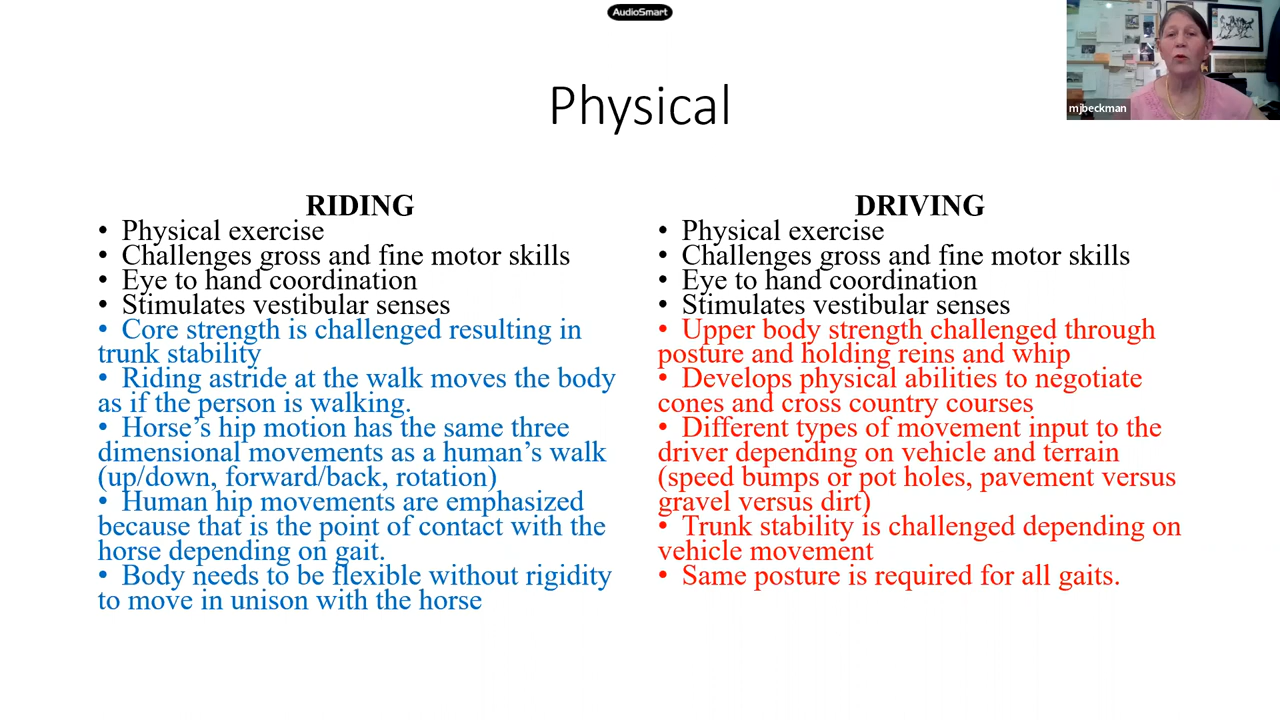 AudioSmart
mjbeckman
Physical
RIDING
• Physical exercise
• Challenges gross and fine motor skills
• Eye to hand coordination
• Stimulates vestibular senses
• Core strength is challenged resulting in
trunk stability
• Riding astride at the walk moves the body
as if the person is walking.
• Horse’s hip motion has the same three
dimensional movements as a human’s walk
(up/down, forward/back, rotation)
• Human hip movements are emphasized
because that is the point of contact with the
horse depending on gait.
• Body needs to be flexible without rigidity
to move in unison with the horse
DRIVING
• Physical exercise
• Challenges gross and fine motor skills
• Eye to hand coordination
• Stimulates vestibular senses
• Upper body strength challenged through
posture and holding reins and whip
• Develops physical abilities to negotiate
cones and cross country courses
• Different types of movement input to the
driver depending on vehicle and terrain
(speed bumps or pot holes, pavement versus
gravel versus dirt)
• Trunk stability is challenged depending on
vehicle movement
• Same posture is required for all gaits.